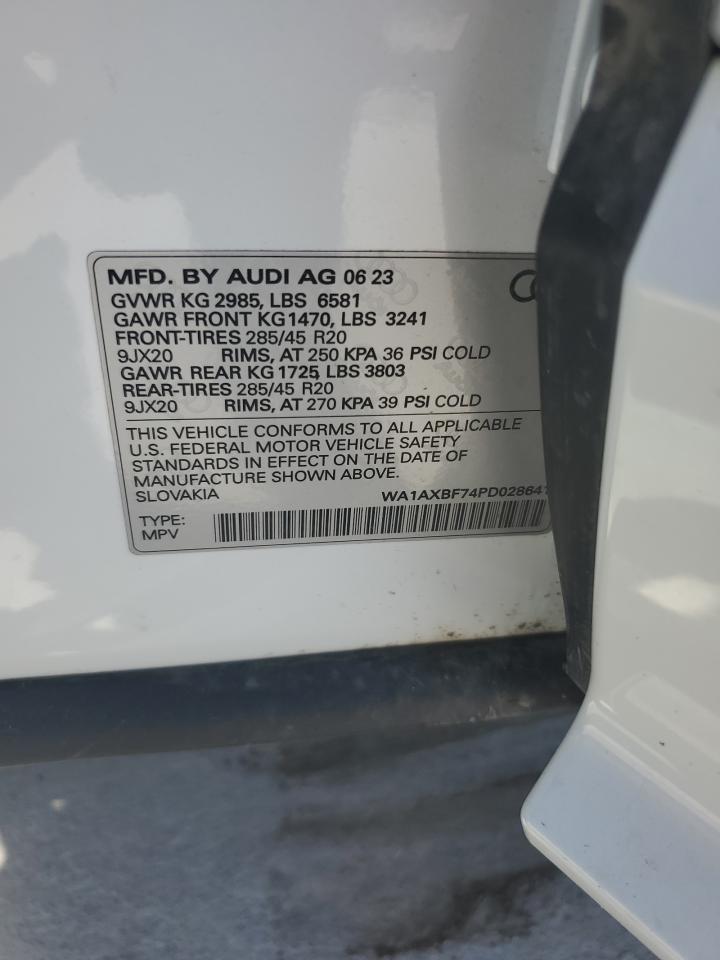 MFD. BY AUDI AG 06 23
GVWR KG 2985, LBS 6581
GAWR FRONT KG1470, LBS 3241
FRONT-TIRES 285/45 R20
9JX20 RIMS, AT 250 KPA 36 PSI COLD
GAWR REAR KG 1725 LBS 3803
REAR-TIRES 285/45 R20
9JX20 RIMS, AT 270 KPA 39 PSI COLD
THIS VEHICLE CONFORMS TO ALL APPLICABLE
U.S. FEDERAL MOTOR VEHICLE SAFETY
STANDARDS IN EFFECT ON THE DATE OF
MANUFACTURE SHOWN ABOVE.
SLOVAKIA WA1AXBF74PD028641
TYPE:
MPV